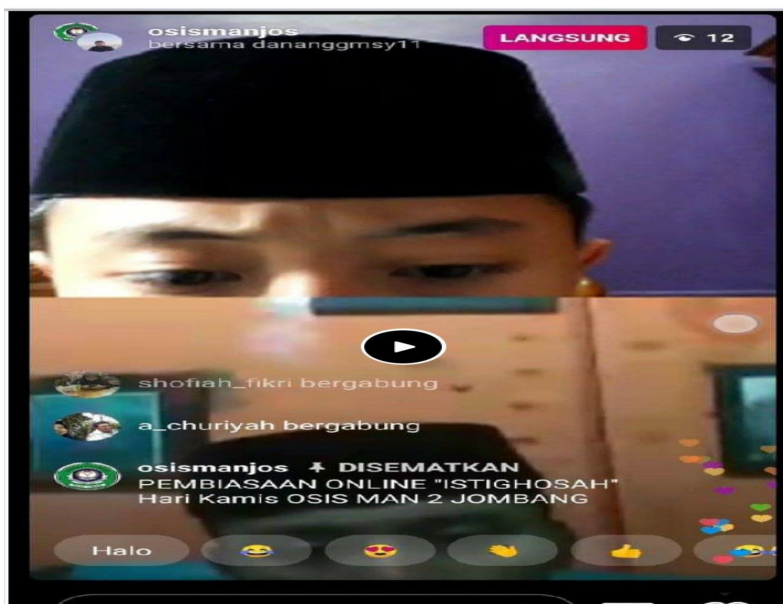 osismanjos
bersama dananggmsy11
LANGSUNG
12
shofiah_fikri bergabung
a_churiyah bergabung
osismanjos DISEMATKAN
PEMBIASAAN ONLINE "ISTIGHOSAH"
Hari Kamis OSIS MAN 2 JOMBANG
Halo